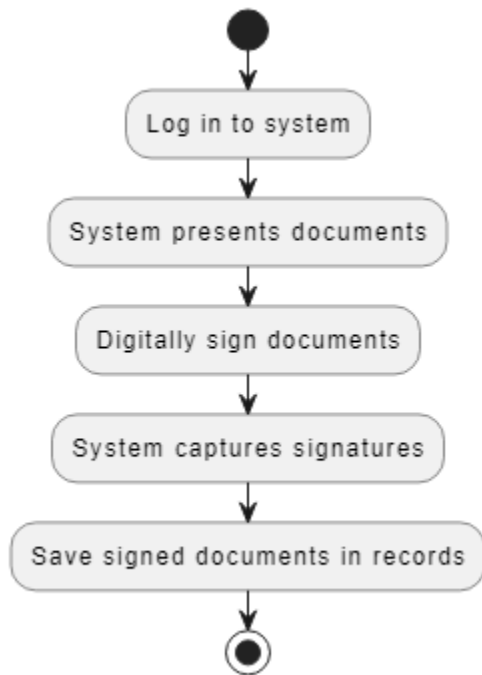 Log in to system
System presents documents
Digitally sign documents
System captures signatures
Save signed documents in records